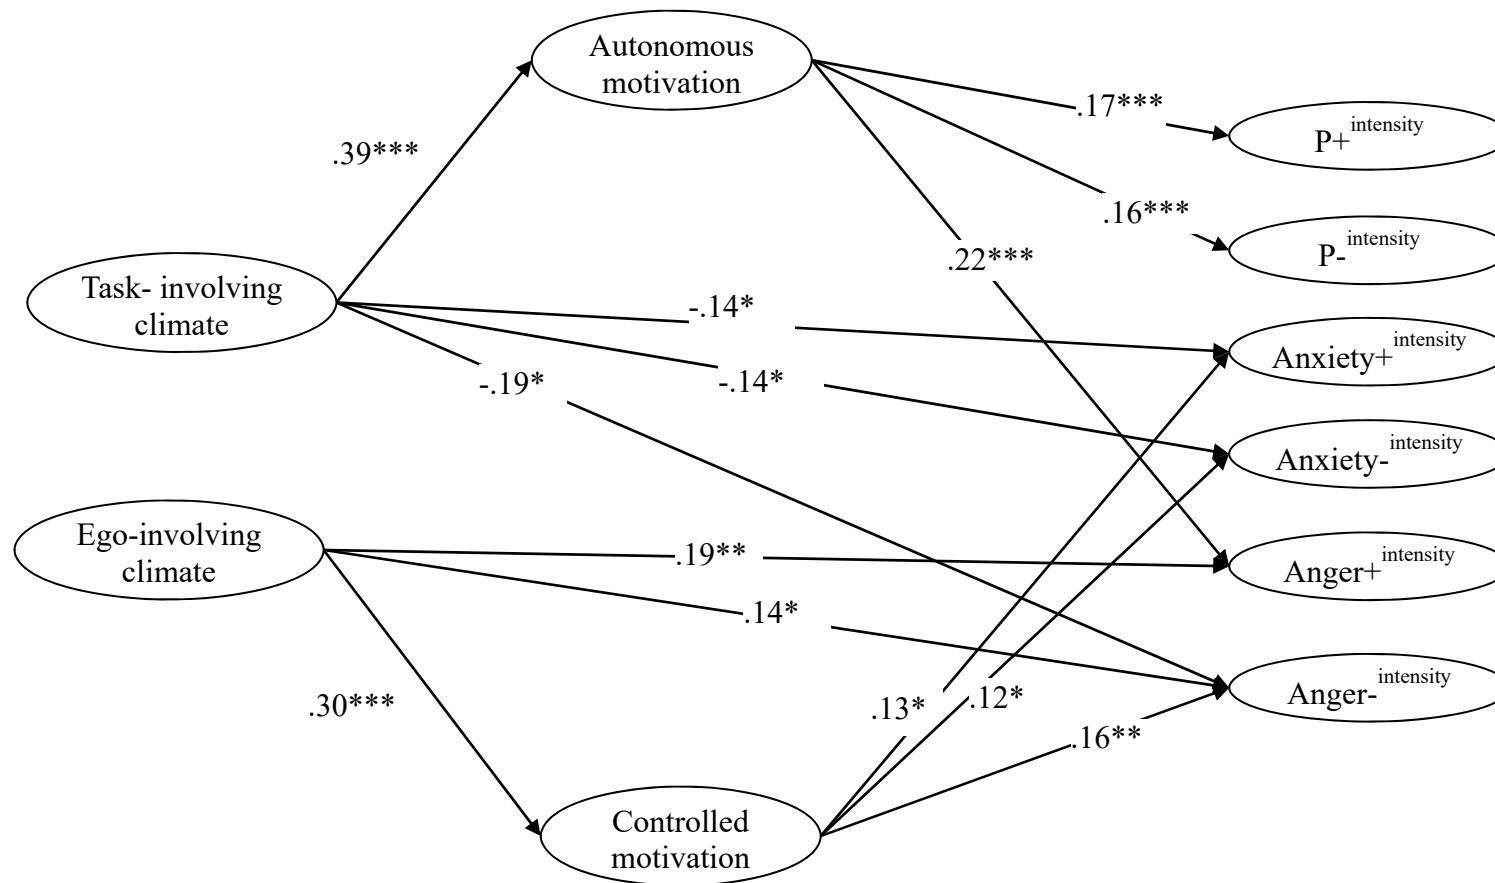 Autonomous
motivation
.17***
P+intensity
.39***
.16***
P-intensity
.22***
Task- involving
climate
-.14*
Anxiety+intensity
-.19*
-.14*
Anxiety-intensity
Ego-involving
climate
.19**
Anger+intensity
.14*
Anger-intensity
.30***
.13*
.12*
.16**
Controlled
motivation